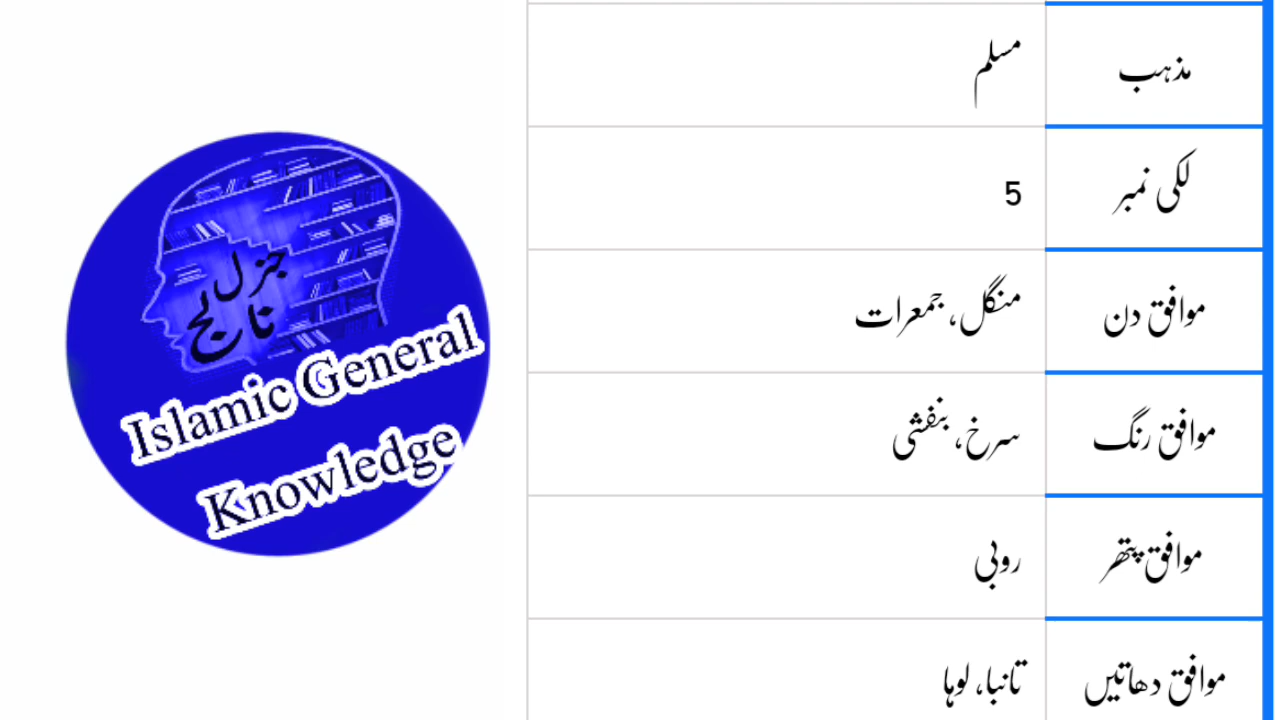 مذہب مسلم
لکی نمبر 5
موافق دن منگل، جمعرات
موافق رنگ سرخ، بنفشی
موافق پتھر روبی
موافق دھاتیں تانبا، لوہا
جنرل
نالج
Islamic General
Knowledge